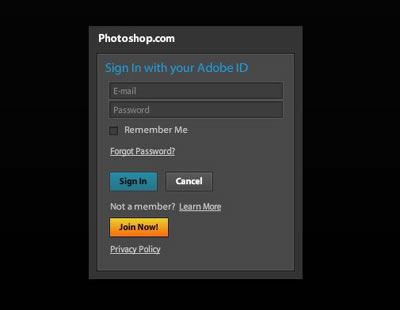 Photoshop.com
Sign In with your Adobe ID
E-mail
Password
Remember Me
Forgot Password?
Sign In Cancel
Not a member? Learn More
Join Now!
Privacy Policy